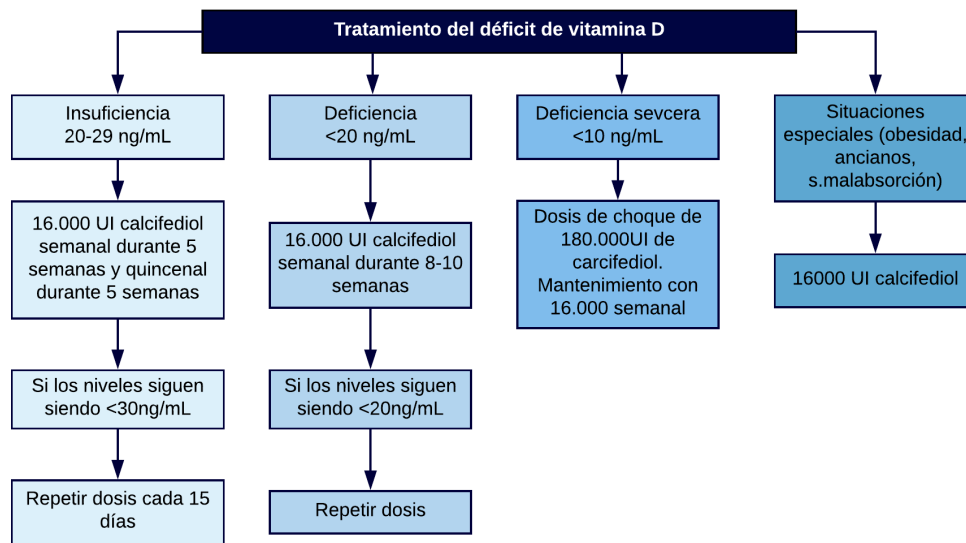 Tratamiento del déficit de vitamina D
Insuficiencia
20-29 ng/mL
16.000 UI calcifediol
semanal durante 5
semanas y quincenal
durante 5 semanas
Si los niveles siguen
siendo <30ng/mL
Repetir dosis cada 15
días
Deficiencia
<20 ng/mL
16.000 UI calcifediol
semanal durante 8-10
semanas
Si los niveles siguen
siendo <20ng/mL
Repetir dosis
Deficiencia sevcera
<10 ng/mL
Dosis de choque de
180.000UI de
carcifediol.
Mantenimiento con
16.000 semanal
Situaciones
especiales (obesidad,
ancianos,
s.malabsorción)
16000 UI calcifediol